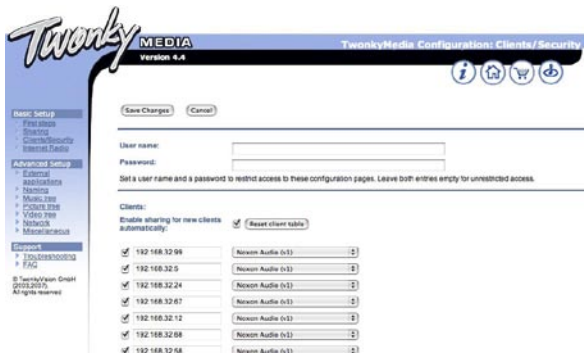 Twonky MEDIA
Version 4.4
TwonkyMedia Configuration: Clients/Security
Save Changes Cancel
Basic Setup
First steps
Sharing
Clients/Security
Internet Radio
Advanced Setup
External applications
Naming
Music tree
Picture tree
Video tree
Network
Miscellaneous
Support
Troubleshooting
FAQ
© TwonkyVision GmbH
(2003,2007).
All rights reserved
User name:
Password:
Set a user name and a password to restrict access to these configuration pages. Leave both entries empty for unrestricted access.
Clients:
Enable sharing for new clients automatically: Reset client table
192.168.32.99 Noxon Audio (v1)
192.168.32.5 Noxon Audio (v1)
192.168.32.24 Noxon Audio (v1)
192.168.32.67 Noxon Audio (v1)
192.168.32.12 Noxon Audio (v1)
192.168.32.68 Noxon Audio (v1)
192.168.32.58 Noxon Audio (v1)